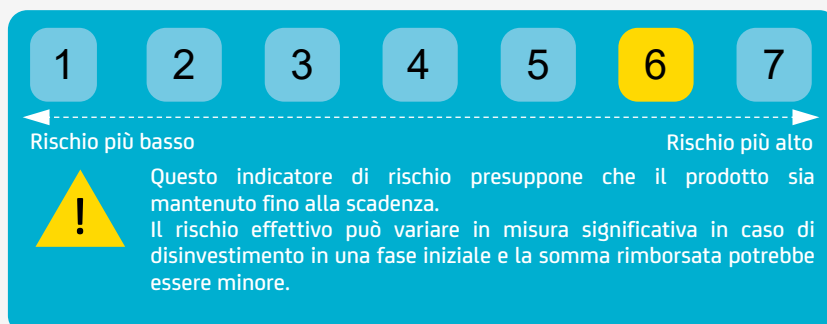 1 2 3 4 5 6 7
Rischio più basso Rischio più alto
!
Questo indicatore di rischio presuppone che il prodotto sia
mantenuto fino alla scadenza.
Il rischio effettivo può variare in misura significativa in caso di
disinvestimento in una fase iniziale e la somma rimborsata potrebbe
essere minore.